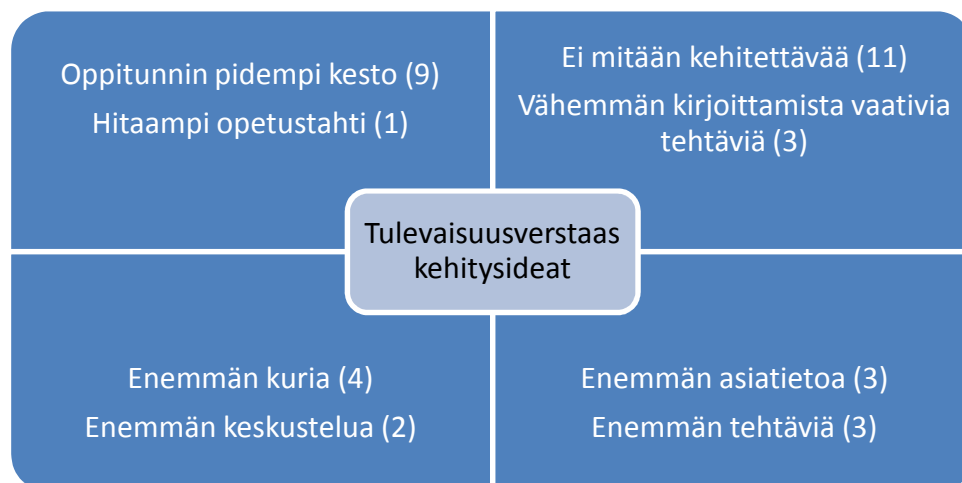 Oppitunnin pidempi kesto (9)
Hitaampi opetustahti (1)
Ei mitään kehitettävää (11)
Vähemmän kirjoittamista vaativia
tehtäviä (3)
Tulevaisuusverstaas
kehitysideat
Enemmän kuria (4)
Enemmän keskustelua (2)
Enemmän asiatietoa (3)
Enemmän tehtäviä (3)